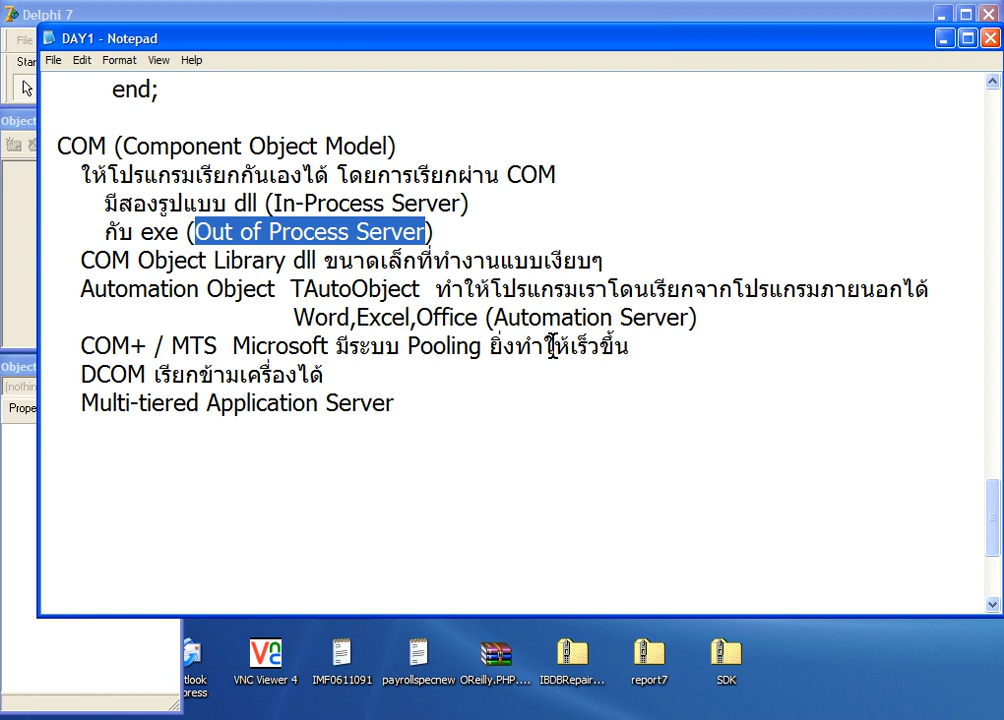 Delphi 7
File
Star
Object
Object
(nothin
Prope
DAY1 - Notepad
File Edit Format View Help
end;
COM (Component Object Model)
ให้โปรแกรมเรียกกันเองได้ โดยการเรียกผ่าน COM
มีสองรูปแบบ dll (In-Process Server)
กับ exe (Out of Process Server)
COM Object Library dll ขนาดเล็กที่ทำงานแบบเงียบๆ
Automation Object TAutoObject ทำให้โปรแกรมเราโดนเรียกจากโปรแกรมภายนอกได้
Word,Excel,Office (Automation Server)
COM+ / MTS Microsoft มีระบบ Pooling ยิ่งทำให้เร็วขึ้น
DCOM เรียกข้ามเครื่องได้
Multi-tiered Application Server
tlook
press
VNC Viewer 4
IMF0611091
payrollspecnew
OReilly.PHP....
IBDBRepair...
report7
SDK